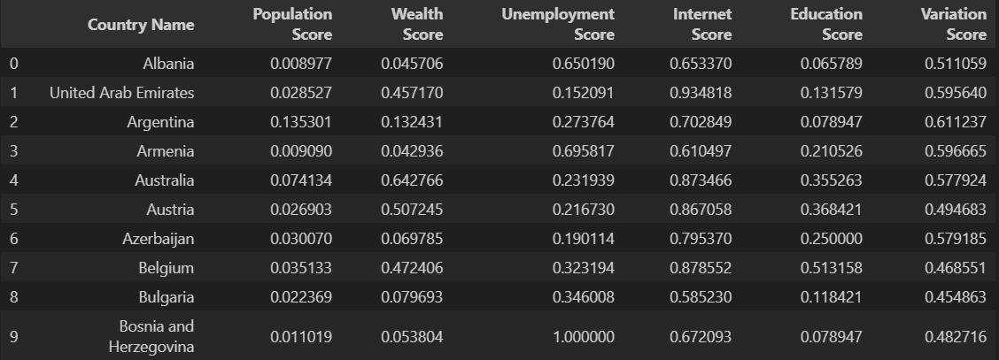 Country Name Population Score Wealth Score Unemployment Score Internet Score Education Score Variation Score
0 Albania 0.008977 0.045706 0.650190 0.653370 0.065789 0.511059
1 United Arab Emirates 0.028527 0.457170 0.152091 0.934818 0.131579 0.595640
2 Argentina 0.135301 0.132431 0.273764 0.702849 0.078947 0.611237
3 Armenia 0.009090 0.042936 0.695817 0.610497 0.210526 0.596665
4 Australia 0.074134 0.642766 0.231939 0.873466 0.355263 0.577924
5 Austria 0.026903 0.507245 0.216730 0.867058 0.368421 0.494683
6 Azerbaijan 0.030070 0.069785 0.190114 0.795370 0.250000 0.579185
7 Belgium 0.035133 0.472406 0.323194 0.878552 0.513158 0.468551
8 Bulgaria 0.022369 0.079693 0.346008 0.585230 0.118421 0.454863
9 Bosnia and Herzegovina 0.011019 0.053804 1.000000 0.672093 0.078947 0.482716